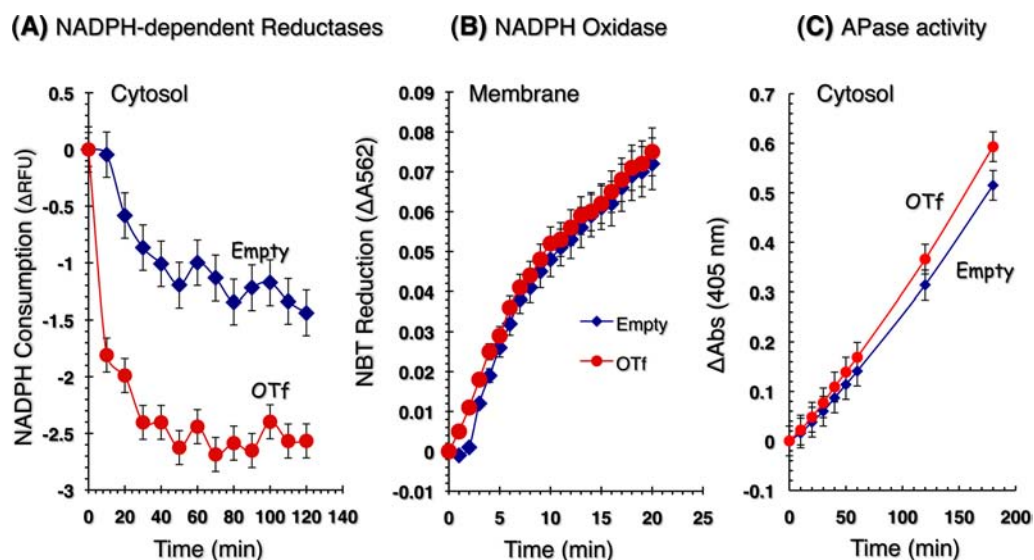 (A) NADPH-dependent Reductases
(B) NADPH Oxidase
(C) APase activity
Cytosol
0.5
0
-0.5
-1
-1.5
-2
-2.5
-3
NADPH Consumption (ΔRFU)
Empty
OTf
0 20 40 60 80 100 120 140
Time (min)
Membrane
0.09
0.08
0.07
0.06
0.05
0.04
0.03
0.02
0.01
0
-0.01
NBT Reduction (ΔA562)
Empty
OTf
0 5 10 15 20 25
Time (min)
Cytosol
0.7
0.6
0.5
0.4
0.3
0.2
0.1
0
-0.1
ΔAbs (405 nm)
OTf
Empty
0 50 100 150 200
Time (min)